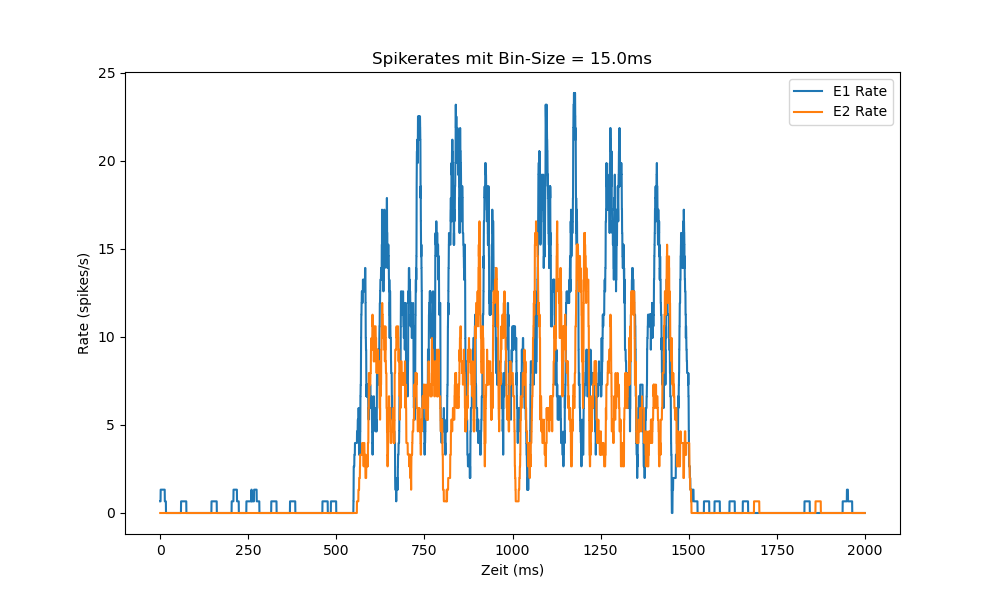 Spikerates mit Bin-Size = 15.0ms
E1 Rate
E2 Rate
Rate (spikes/s)
25
20
15
10
5
0
0 250 500 750 1000 1250 1500 1750 2000
Zeit (ms)